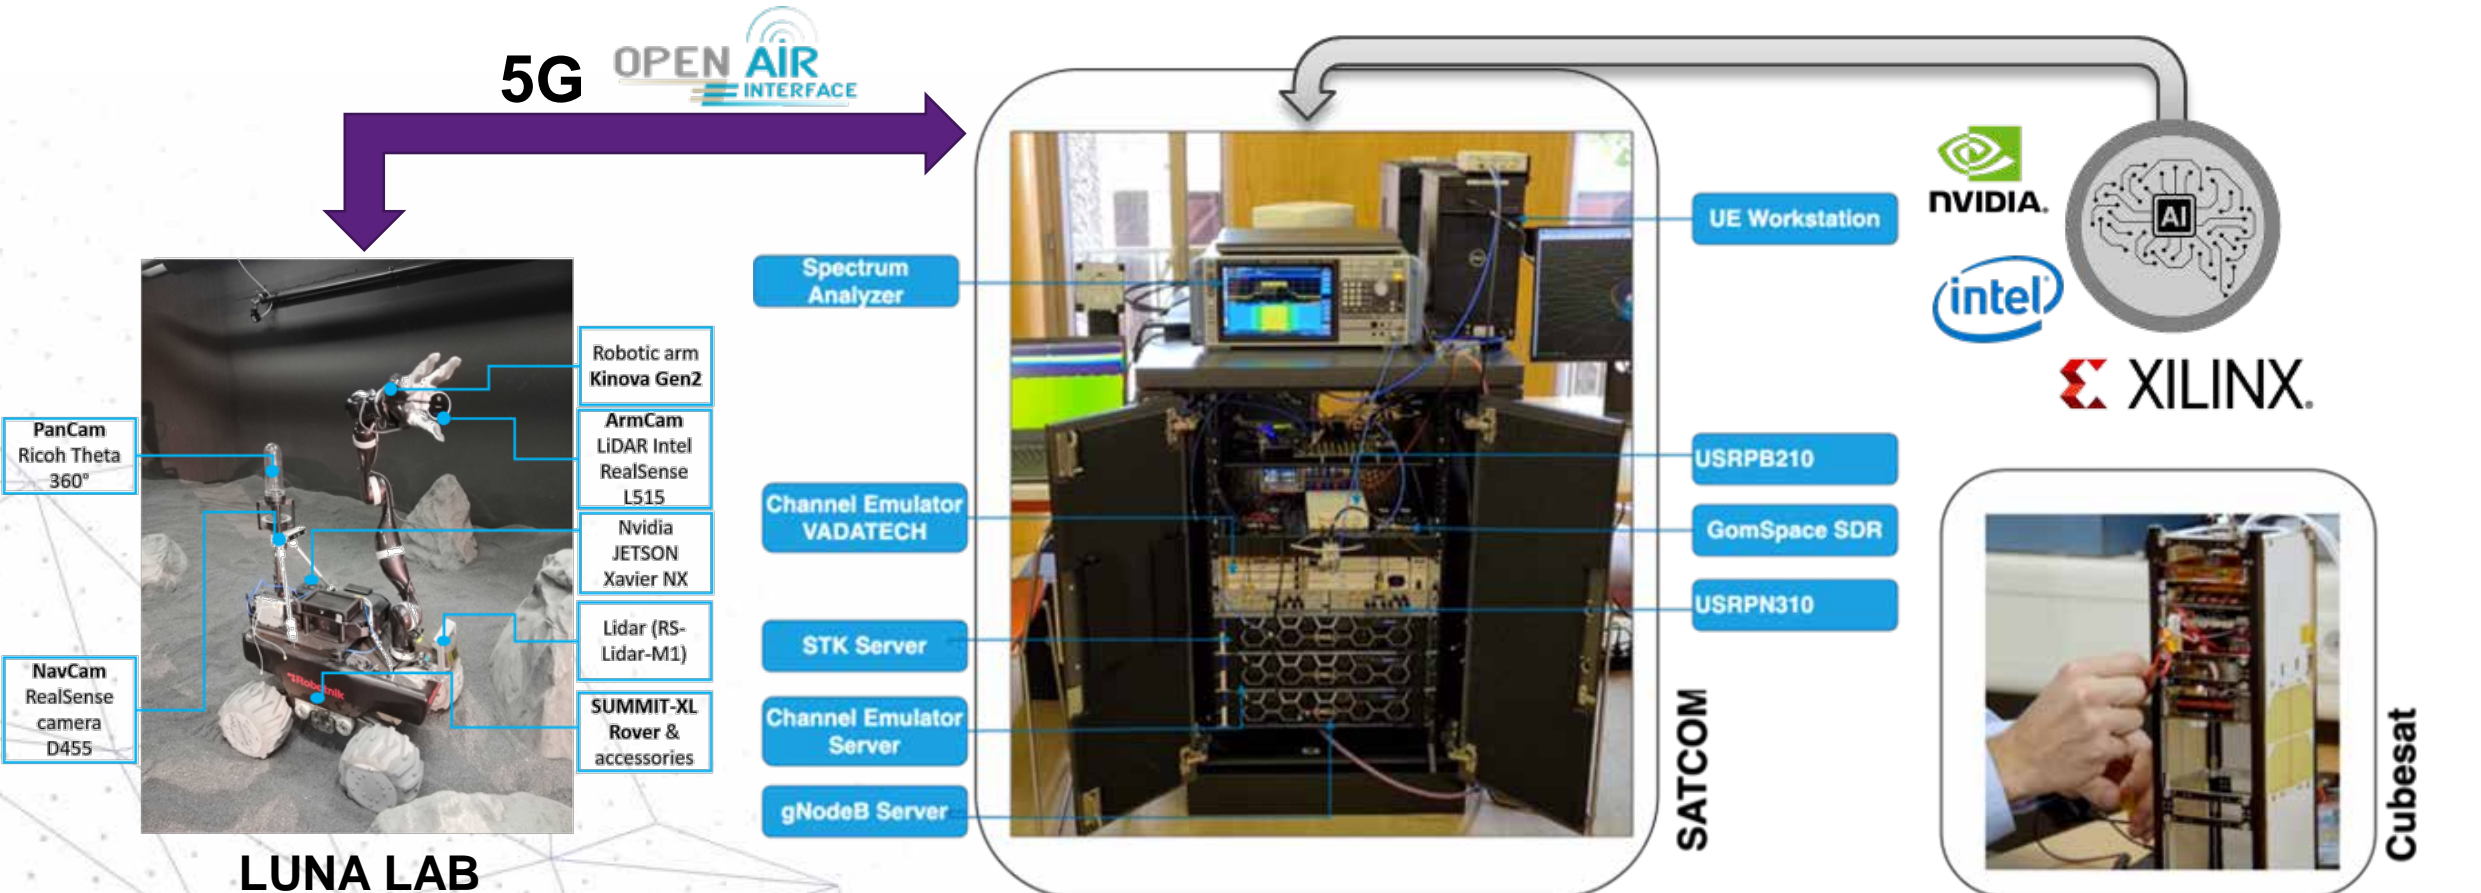 5G
OPEN AIR
INTERFACE
PanCam
Ricoh Theta
360°
NavCam
RealSense
camera
D455
Robotic arm
Kinova Gen2
ArmCam
LiDAR Intel
RealSense
L515
Nvidia
JETSON
Xavier NX
Lidar (RS-
Lidar-M1)
SUMMIT-XL
Rover &
accessories
Robotnik
LUNA LAB
Spectrum
Analyzer
Channel Emulator
VADATECH
STK Server
Channel Emulator
Server
gNodeB Server
UE Workstation
USRPB210
GomSpace SDR
USRPN310
SATCOM
NVIDIA.
AI
intel
XILINX.
Cubesat